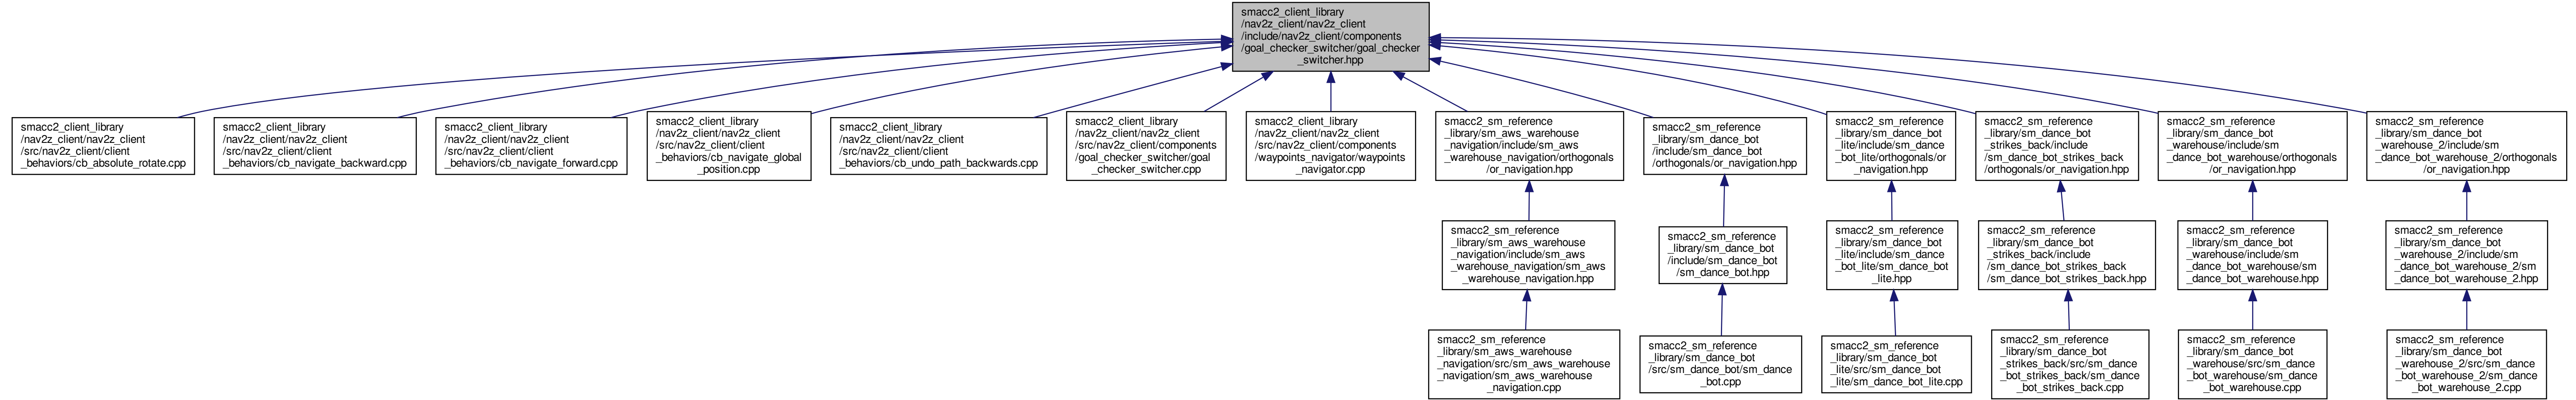 smacc2_client_library
/nav2z_client/nav2z_client
/include/nav2z_client/components
/goal_checker_switcher/goal_checker
_switcher.hpp
smacc2_client_library
/nav2z_client/nav2z_client
/src/nav2z_client/client
_behaviors/cb_absolute_rotate.cpp
smacc2_client_library
/nav2z_client/nav2z_client
/src/nav2z_client/client
_behaviors/cb_navigate_backward.cpp
smacc2_client_library
/nav2z_client/nav2z_client
/src/nav2z_client/client
_behaviors/cb_navigate_forward.cpp
smacc2_client_library
/nav2z_client/nav2z_client
/src/nav2z_client/client
_behaviors/cb_navigate_global
_position.cpp
smacc2_client_library
/nav2z_client/nav2z_client
/src/nav2z_client/client
_behaviors/cb_undo_path_backwards.cpp
smacc2_client_library
/nav2z_client/nav2z_client
/src/nav2z_client/components
/goal_checker_switcher/goal
_checker_switcher.cpp
smacc2_client_library
/nav2z_client/nav2z_client
/src/nav2z_client/components
/waypoints_navigator/waypoints
_navigator.cpp
smacc2_sm_reference
_library/sm_aws_warehouse
_navigation/include/sm_aws
_warehouse_navigation/orthogonals
/or_navigation.hpp
smacc2_sm_reference
_library/sm_dance_bot
/include/sm_dance_bot
/orthogonals/or_navigation.hpp
smacc2_sm_reference
_library/sm_dance_bot
_lite/include/sm_dance
_bot_lite/orthogonals/or
_navigation.hpp
smacc2_sm_reference
_library/sm_dance_bot
_strikes_back/include
/sm_dance_bot_strikes_back
/orthogonals/or_navigation.hpp
smacc2_sm_reference
_library/sm_dance_bot
_warehouse/include/sm
_dance_bot_warehouse/orthogonals
/or_navigation.hpp
smacc2_sm_reference
_library/sm_dance_bot
_warehouse_2/include/sm
_dance_bot_warehouse_2/orthogonals
/or_navigation.hpp
smacc2_sm_reference
_library/sm_aws_warehouse
_navigation/include/sm_aws
_warehouse_navigation/sm_aws
_warehouse_navigation.hpp
smacc2_sm_reference
_library/sm_dance_bot
/include/sm_dance_bot
/sm_dance_bot.hpp
smacc2_sm_reference
_library/sm_dance_bot
_lite/include/sm_dance
_bot_lite/sm_dance_bot
_lite.hpp
smacc2_sm_reference
_library/sm_dance_bot
_strikes_back/include
/sm_dance_bot_strikes_back
/sm_dance_bot_strikes_back.hpp
smacc2_sm_reference
_library/sm_dance_bot
_warehouse/include/sm
_dance_bot_warehouse/sm
_dance_bot_warehouse.hpp
smacc2_sm_reference
_library/sm_dance_bot
_warehouse_2/include/sm
_dance_bot_warehouse_2/sm
_dance_bot_warehouse_2.hpp
smacc2_sm_reference
_library/sm_aws_warehouse
_navigation/src/sm_aws_warehouse
_navigation/sm_aws_warehouse
_navigation.cpp
smacc2_sm_reference
_library/sm_dance_bot
/src/sm_dance_bot/sm_dance
_bot.cpp
smacc2_sm_reference
_library/sm_dance_bot
_lite/src/sm_dance_bot
_lite/sm_dance_bot_lite.cpp
smacc2_sm_reference
_library/sm_dance_bot
_strikes_back/src/sm_dance
_bot_strikes_back/sm_dance
_bot_strikes_back.cpp
smacc2_sm_reference
_library/sm_dance_bot
_warehouse/src/sm_dance
_bot_warehouse/sm_dance
_bot_warehouse.cpp
smacc2_sm_reference
_library/sm_dance_bot
_warehouse_2/src/sm_dance
_bot_warehouse_2/sm_dance
_bot_warehouse_2.cpp